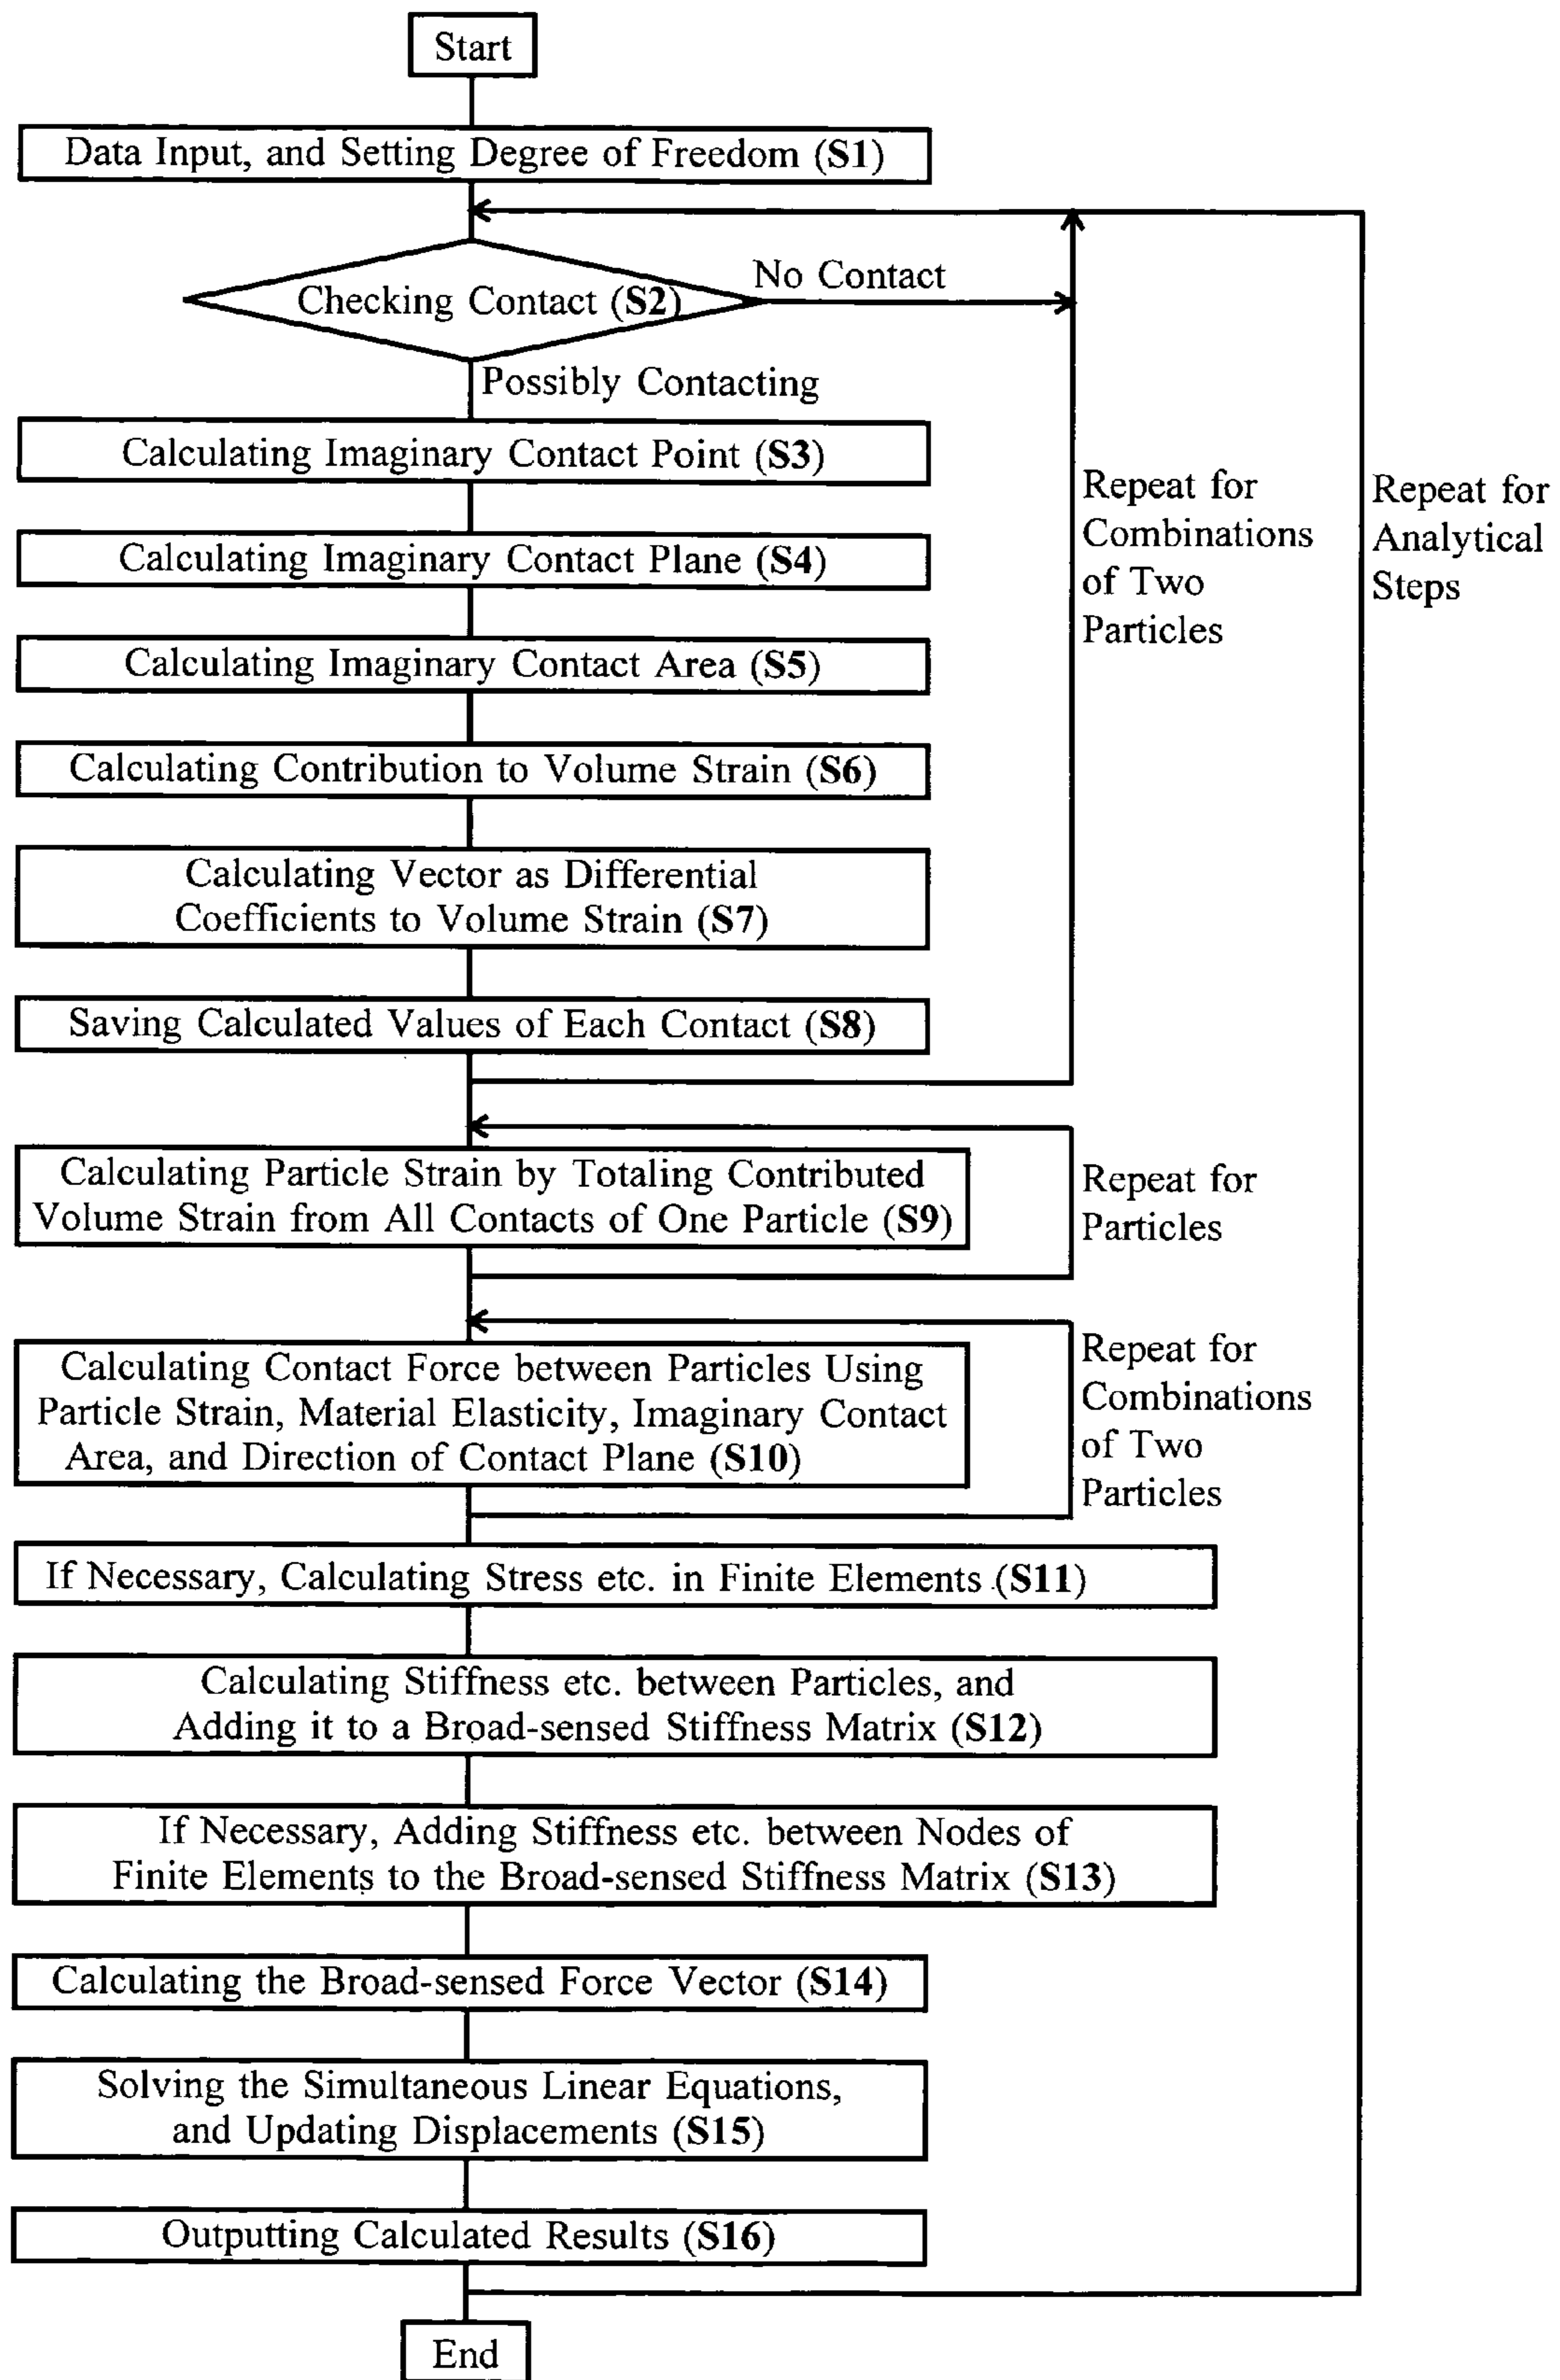 Start
Data Input, and Setting Degree of Freedom (S1)
Checking Contact (S2)
No Contact
Possibly Contacting
Calculating Imaginary Contact Point (S3)
Calculating Imaginary Contact Plane (S4)
Calculating Imaginary Contact Area (S5)
Calculating Contribution to Volume Strain (S6)
Calculating Vector as Differential
Coefficients to Volume Strain (S7)
Saving Calculated Values of Each Contact (S8)
Repeat for
Combinations
of Two
Particles
Repeat for
Analytical
Steps
Calculating Particle Strain by Totaling Contributed
Volume Strain from All Contacts of One Particle (S9)
Repeat for
Particles
Calculating Contact Force between Particles Using
Particle Strain, Material Elasticity, Imaginary Contact
Area, and Direction of Contact Plane (S10)
Repeat for
Combinations
of Two
Particles
If Necessary, Calculating Stress etc. in Finite Elements (S11)
Calculating Stiffness etc. between Particles, and
Adding it to a Broad-sensed Stiffness Matrix (S12)
If Necessary, Adding Stiffness etc. between Nodes of
Finite Elements to the Broad-sensed Stiffness Matrix (S13)
Calculating the Broad-sensed Force Vector (S14)
Solving the Simultaneous Linear Equations,
and Updating Displacements (S15)
Outputting Calculated Results (S16)
End